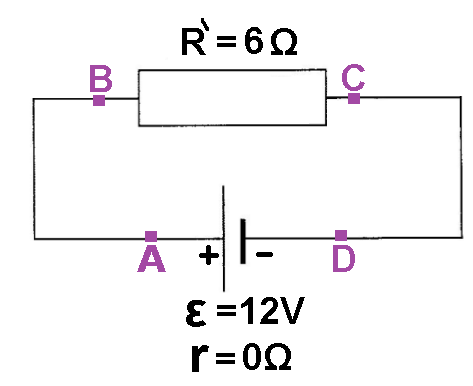 R` = 6 Ω
B C
A + - D
ε = 12V
r = 0Ω